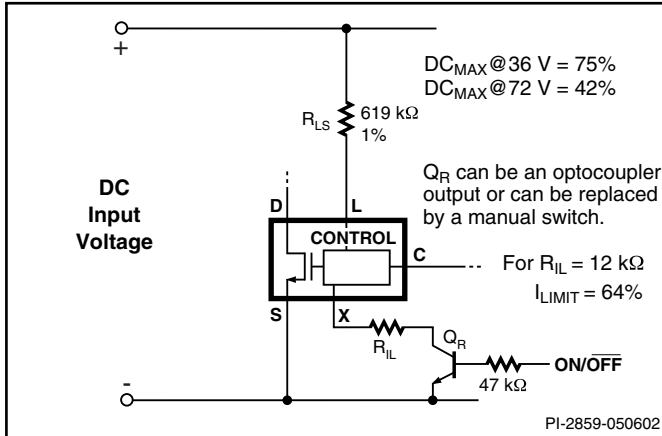 +
DC_MAX@36 V = 75%
DC_MAX@72 V = 42%
R_LS
619 kΩ
1%
Q_R can be an optocoupler
output or can be replaced
by a manual switch.
DC
Input
Voltage
D
L
CONTROL
C
For R_IL = 12 kΩ
I_LIMIT = 64%
S
X
R_IL
Q_R
47 kΩ
ON/O̅F̅F̅
-
PI-2859-050602